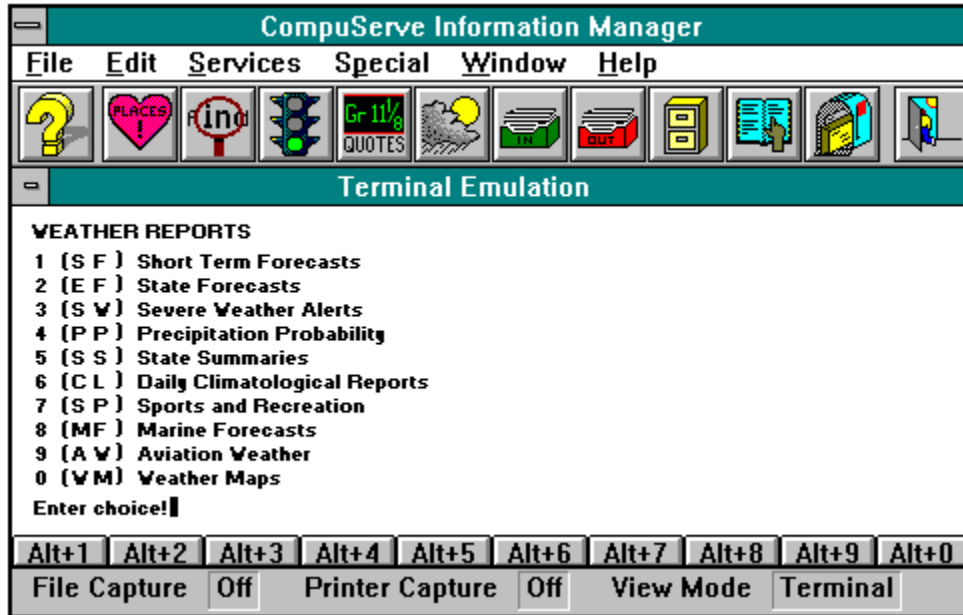 CompuServe Information Manager
File Edit Services Special Window Help
PLACES ! Find Gr 11⅛ QUOTES IN OUT
Terminal Emulation
WEATHER REPORTS
1 (S F ) Short Term Forecasts
2 (E F ) State Forecasts
3 (S W) Severe Weather Alerts
4 (P P ) Precipitation Probability
5 (S S ) State Summaries
6 (C L ) Daily Climatological Reports
7 (S P ) Sports and Recreation
8 (MF ) Marine Forecasts
9 (A W) Aviation Weather
0 (W M) Weather Maps
Enter choice!
Alt+1 Alt+2 Alt+3 Alt+4 Alt+5 Alt+6 Alt+7 Alt+8 Alt+9 Alt+0
File Capture Off Printer Capture Off View Mode Terminal